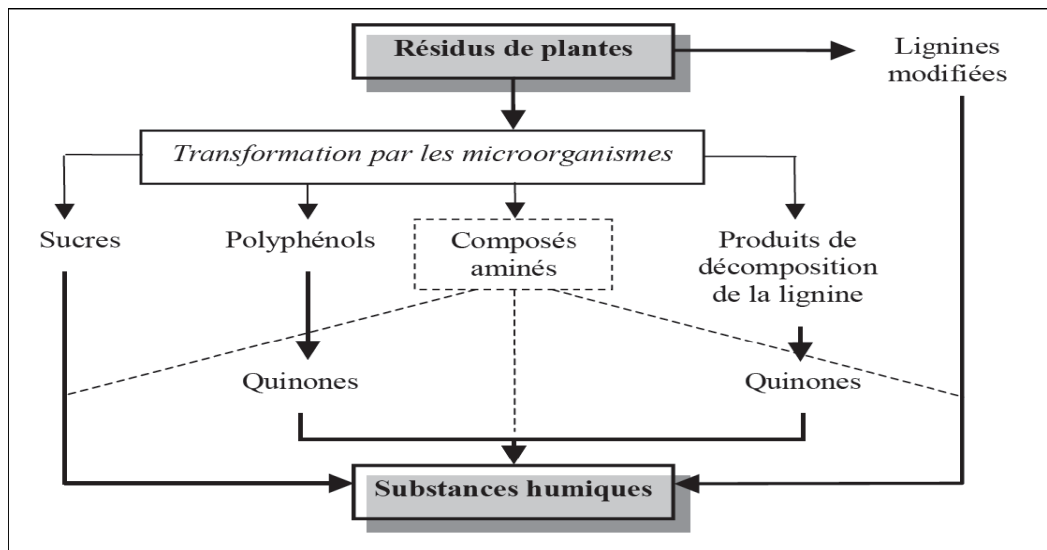 Résidus de plantes
Lignines
modifiées
Transformation par les microorganismes
Sucres
Polyphénols
Composés
aminés
Produits de
décomposition
de la lignine
Quinones
Quinones
Substances humiques